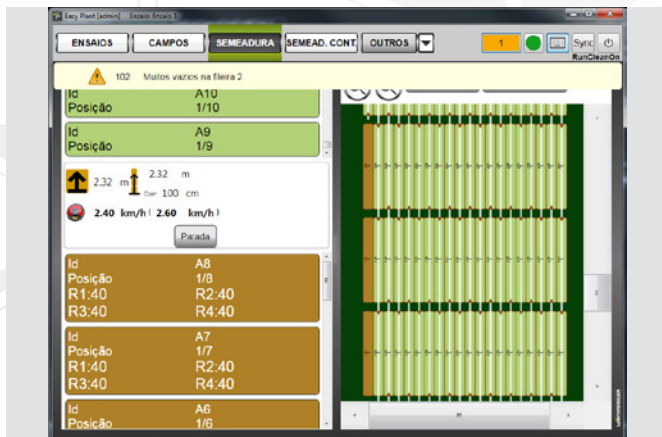 Easy Plant [admin] Ensaio: Ensaio 1
ENSAIOS CAMPOS SEMEADURA SEMEAD. CONT. OUTROS 1 Sync
RunCleanOn
102 Muitos vazios na fileira 2
Id A10
Posição 1/10
Id A9
Posição 1/9
2.32 m 2.32 m
100 cm
2.40 km/h ( 2.60 km/h )
Parada
Id A8
Posição 1/8
R1:40 R2:40
R3:40 R4:40
Id A7
Posição 1/7
R1:40 R2:40
R3:40 R4:40
Id A6
Posição 1/6